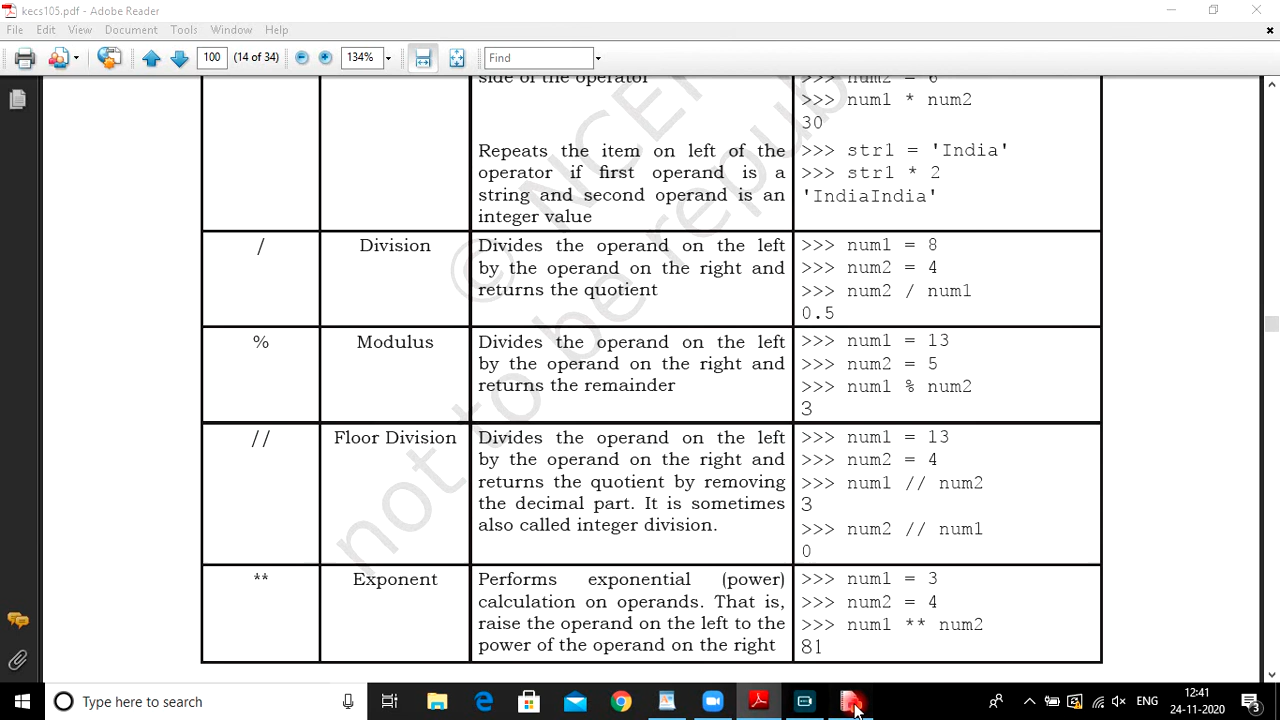 kecs105.pdf - Adobe Reader
File Edit View Document Tools Window Help
100 (14 of 34) 134% Find
side of the operator
>>> num2 = 6
>>> num1 * num2
30
Repeats the item on left of the
operator if first operand is a
string and second operand is an
integer value
>>> str1 = 'India'
>>> str1 * 2
'IndiaIndia'
/
Division
Divides the operand on the left
by the operand on the right and
returns the quotient
>>> num1 = 8
>>> num2 = 4
>>> num2 / num1
0.5
%
Modulus
Divides the operand on the left
by the operand on the right and
returns the remainder
>>> num1 = 13
>>> num2 = 5
>>> num1 % num2
3
//
Floor Division
Divides the operand on the left
by the operand on the right and
returns the quotient by removing
the decimal part. It is sometimes
also called integer division.
>>> num1 = 13
>>> num2 = 4
>>> num1 // num2
3
>>> num2 // num1
0
**
Exponent
Performs exponential (power)
calculation on operands. That is,
raise the operand on the left to the
power of the operand on the right
>>> num1 = 3
>>> num2 = 4
>>> num1 ** num2
81
not to be
Type here to search
ENG
12:41
24-11-2020
3